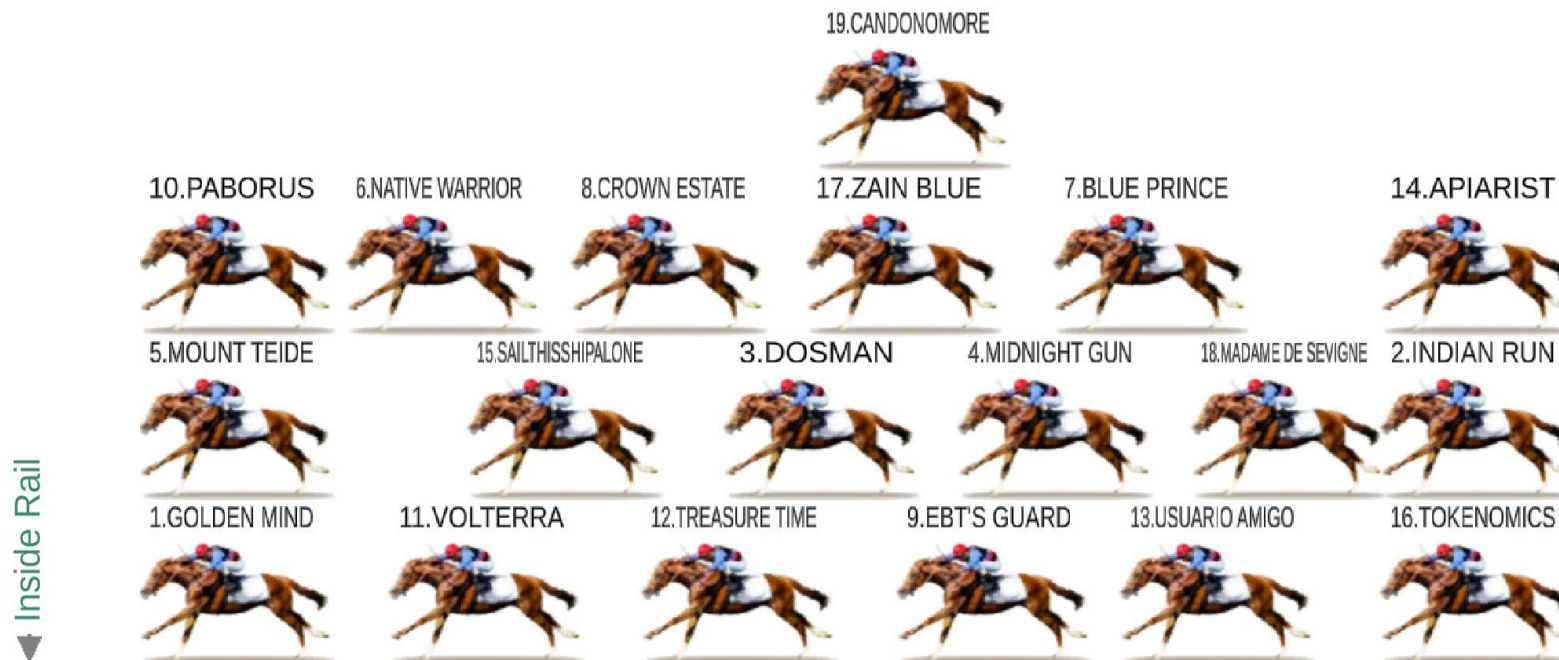 19.CANDONOMORE
10.PABORUS 6.NATIVE WARRIOR 8.CROWN ESTATE 17.ZAIN BLUE 7.BLUE PRINCE 14.APIARIST
5.MOUNT TEIDE 15.SAILTHISSHIPALONE 3.DOSMAN 4.MIDNIGHT GUN 18.MADAME DE SEVIGNE 2.INDIAN RUN
1.GOLDEN MIND 11.VOLTERRA 12.TREASURE TIME 9.EBT'S GUARD 13.USUARIO AMIGO 16.TOKENOMICS
Inside Rail